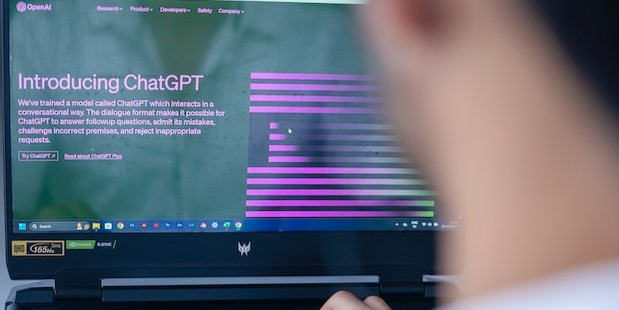 OpenAI
Research Product Developers Safety Company
Introducing ChatGPT
We've trained a model called ChatGPT which interacts in a
conversational way. The dialogue format makes it possible for
ChatGPT to answer followup questions, admit its mistakes,
challenge incorrect premises, and reject inappropriate
requests.
Try ChatGPT Read about ChatGPT Plus
Search
QHD 165Hz
G-SYNC